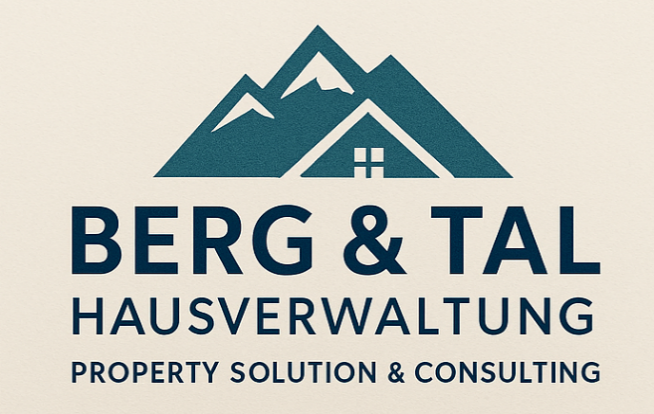 BERG & TAL
HAUSVERWALTUNG
PROPERTY SOLUTION & CONSULTING